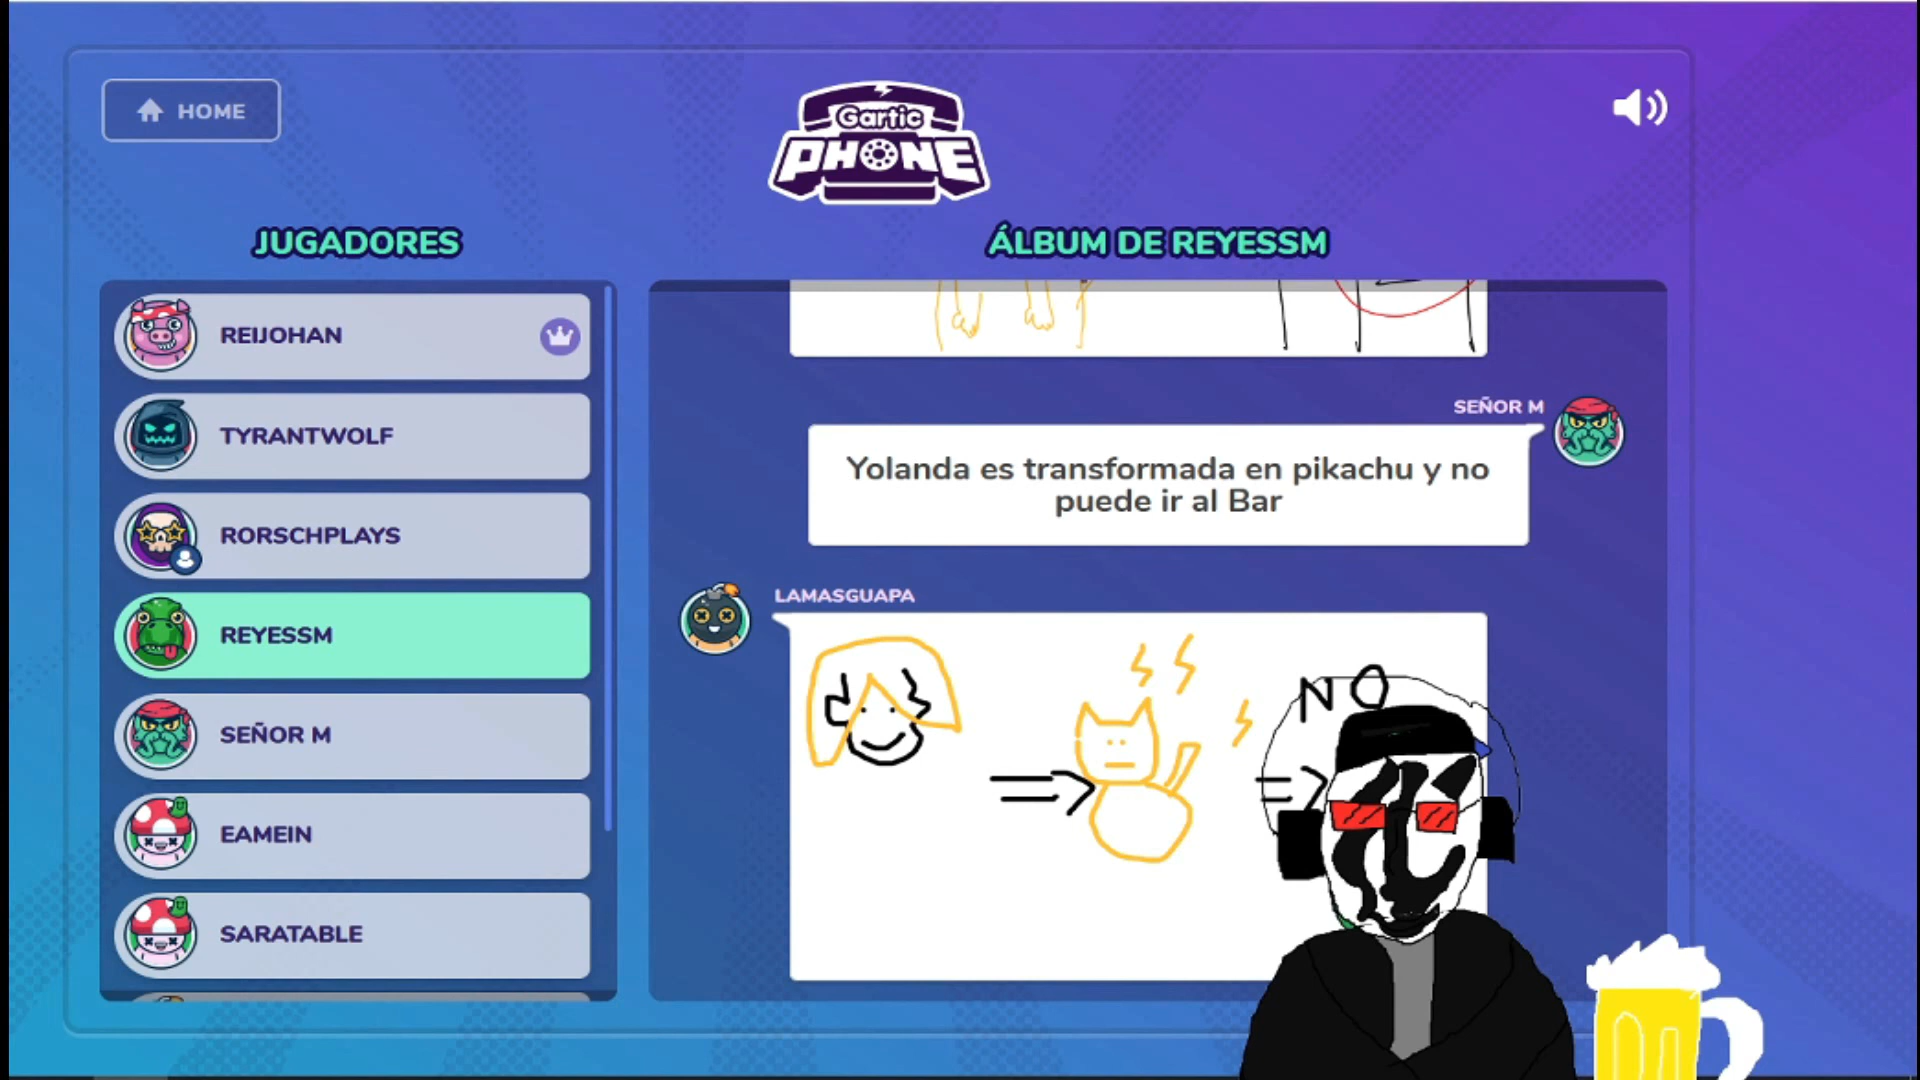 HOME
Gartic
PHONE
JUGADORES
ÁLBUM DE REYESSM
REIJOHAN
TYRANTWOLF
RORSCHPLAYS
REYESSM
SEÑOR M
EAMEIN
SARATABLE
SEÑOR M
Yolanda es transformada en pikachu y no
puede ir al Bar
LAMASGUAPA
NO